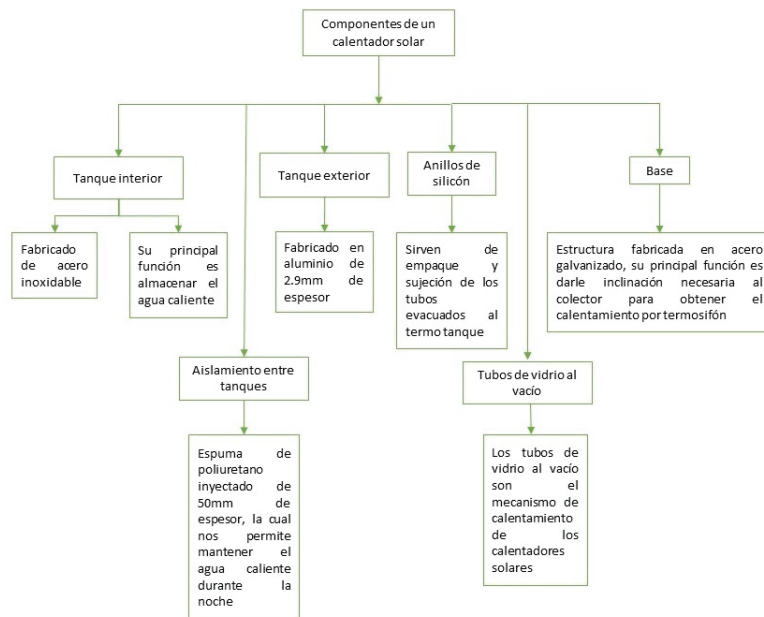 Componentes de un
calentador solar
Tanque interior
Tanque exterior
Anillos de
silicón
Base
Fabricado
de acero
inoxidable
Su principal
función es
almacenar el
agua caliente
Fabricado en
aluminio de
2.9mm de
espesor
Sirven de
empaque y
sujeción de los
tubos
evacuados al
termo tanque
Estructura fabricada en acero
galvanizado, su principal función es
darle inclinación necesaria al
colector para obtener el
calentamiento por termosifón
Aislamiento entre
tanques
Tubos de vidrio al
vacío
Espuma de
poliuretano
inyectado de
50mm de
espesor, la cual
nos permite
mantener el
agua caliente
durante la
noche
Los tubos de
vidrio al vacío
son el
mecanismo de
calentamiento
de los
calentadores
solares